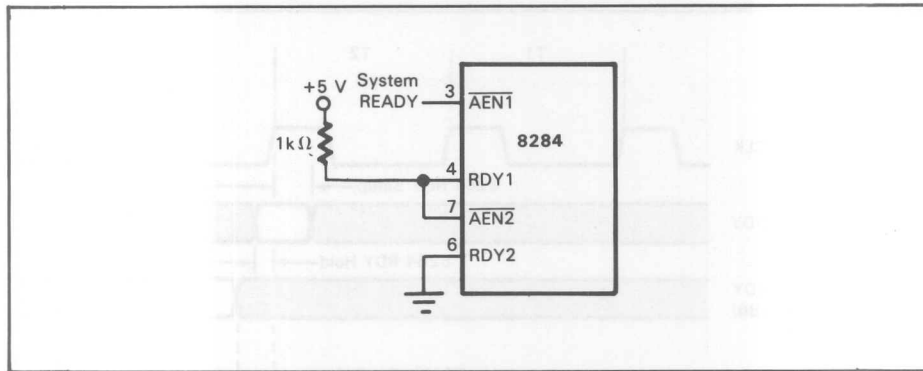 +5 V
System
READY
3
AEN1
8284
1kΩ
4
RDY1
7
AEN2
6
RDY2